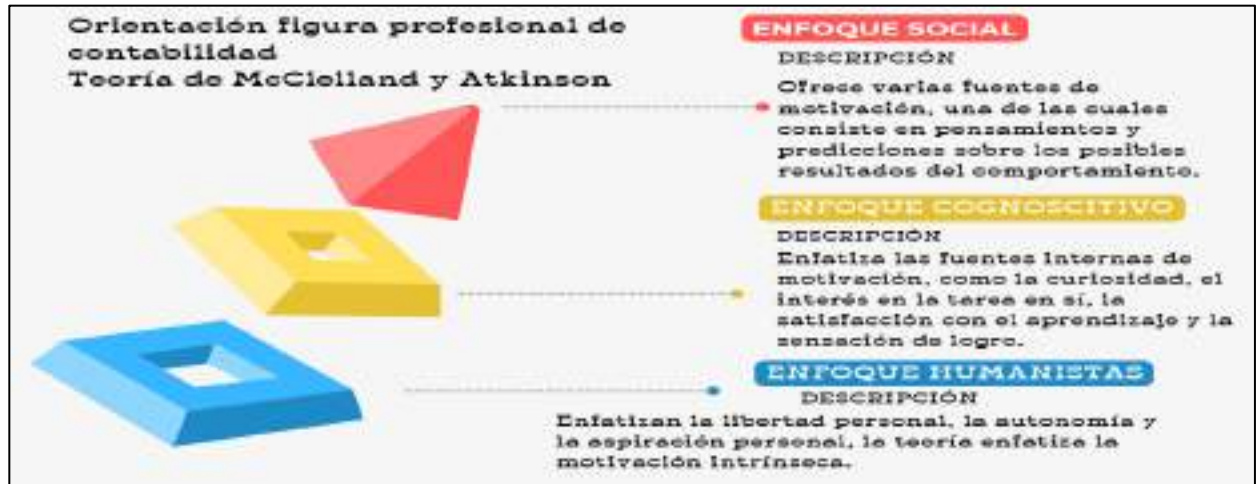 Orientación figura profesional de
contabilidad
Teoría de McClelland y Atkinson
ENFOQUE SOCIAL
DESCRIPCIÓN
Ofrece varias fuentes de
motivación, una de las cuales
consiste en pensamientos y
predicciones sobre los posibles
resultados del comportamiento.
ENFOQUE COGNOSCITIVO
DESCRIPCIÓN
Enfatiza las fuentes internas de
motivación, como la curiosidad, el
interés en la tarea en sí, la
satisfacción con el aprendizaje y la
sensación de logro.
ENFOQUE HUMANISTAS
DESCRIPCIÓN
Enfatizan la libertad personal, la autonomía y
la aspiración personal, la teoría enfatiza la
motivación intrínseca.